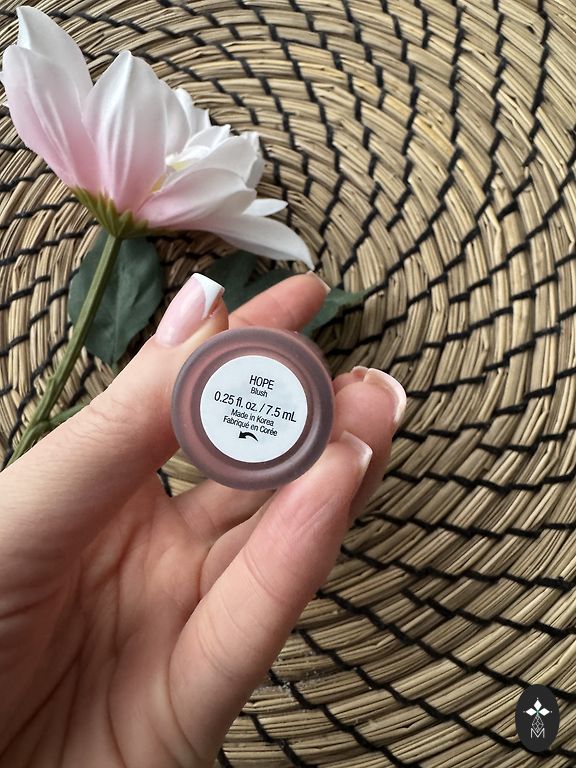 HOPE
Blush
0.25 fl. oz. / 7.5 mL
Made in Korea
Fabriqué en Corée
M